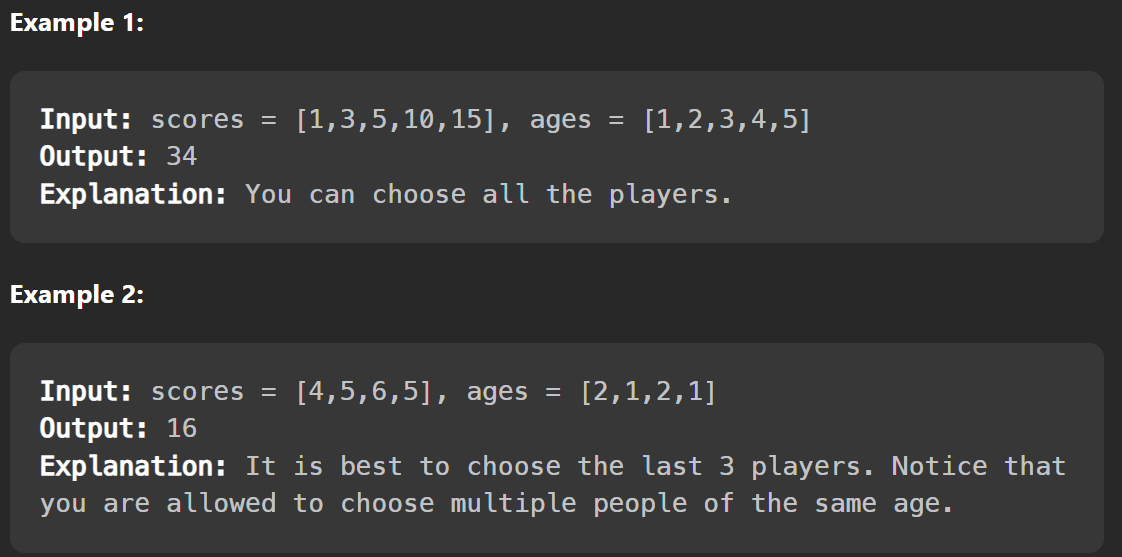 Example 1:
Input: scores = [1,3,5,10,15], ages = [1,2,3,4,5]
Output: 34
Explanation: You can choose all the players.
Example 2:
Input: scores = [4,5,6,5], ages = [2,1,2,1]
Output: 16
Explanation: It is best to choose the last 3 players. Notice that
you are allowed to choose multiple people of the same age.